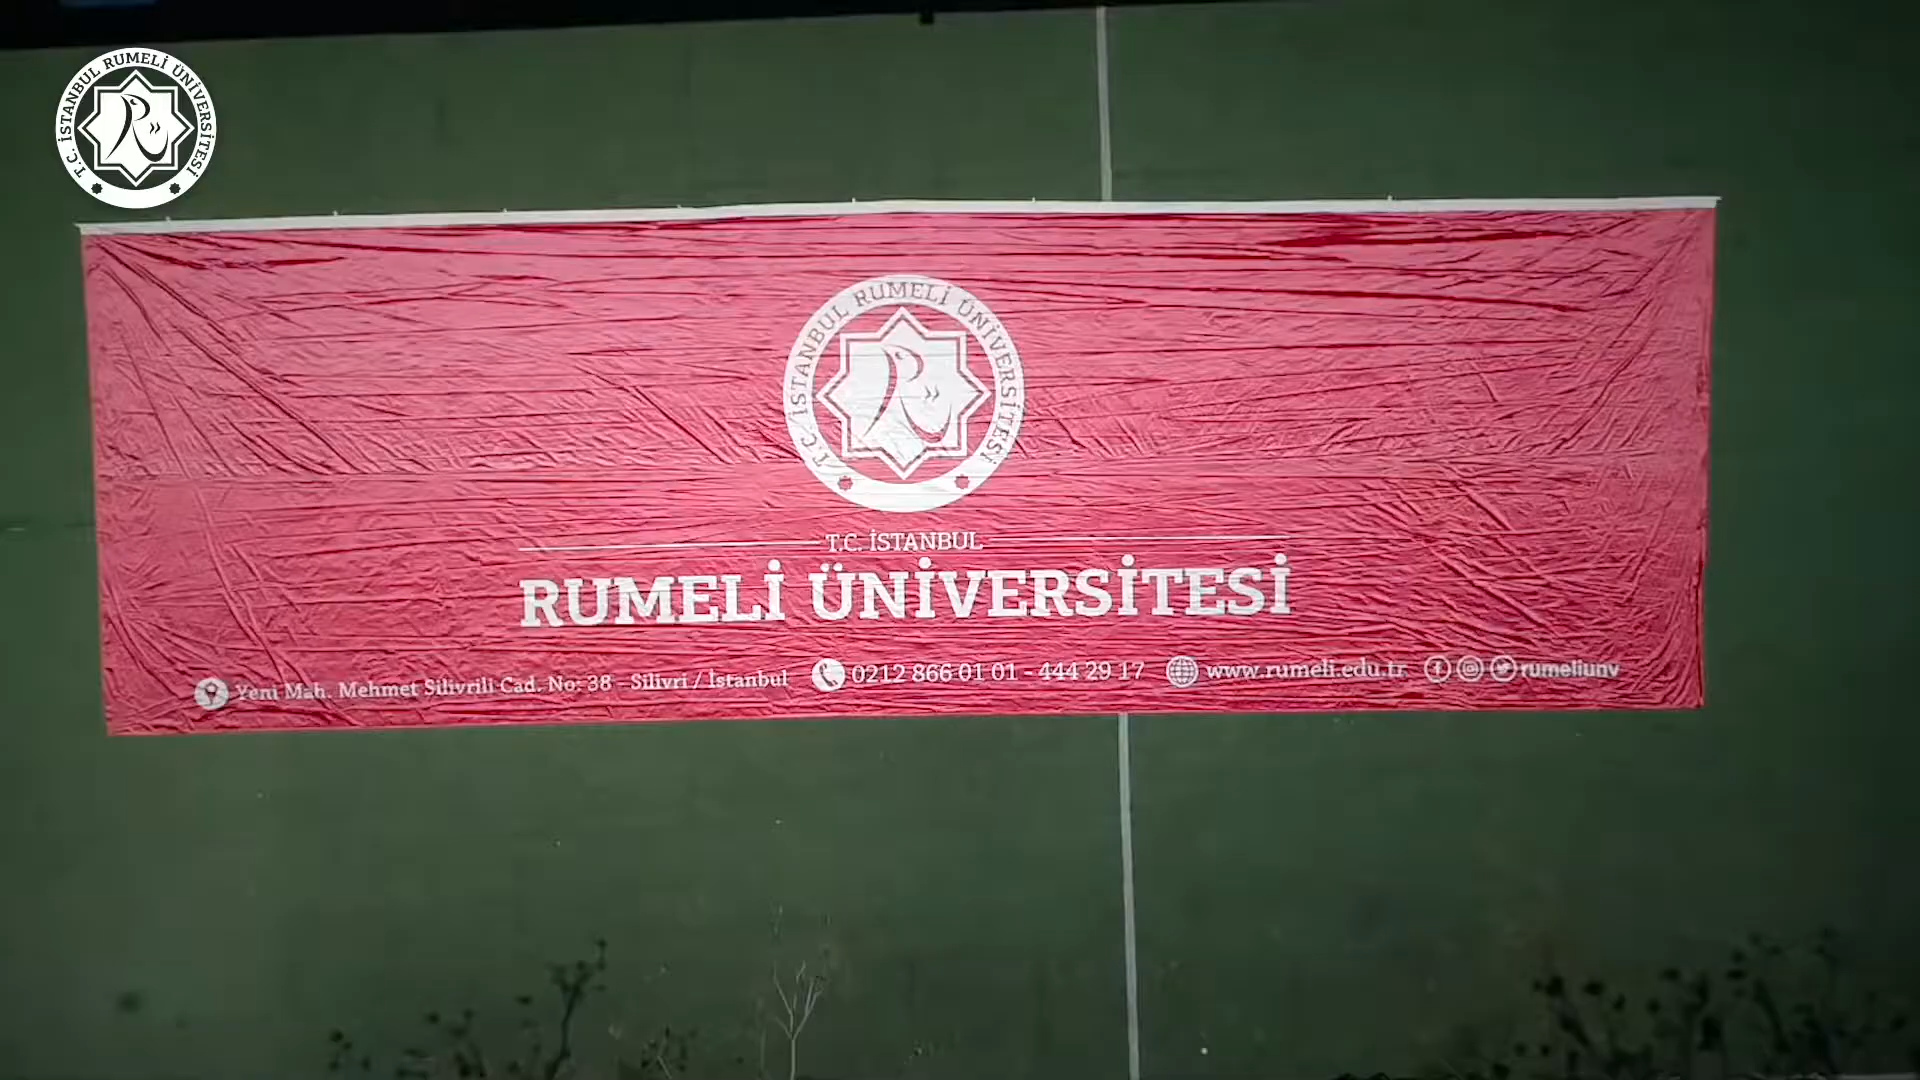 T.C. İSTANBUL RUMELİ ÜNİVERSİTESİ
T.C. İSTANBUL RUMELİ ÜNİVERSİTESİ
T.C. İSTANBUL
RUMELİ ÜNİVERSİTESİ
Yeni Mah. Mehmet Silivrili Cad. No: 38 - Silivri / İstanbul 0212 866 01 01 - 444 29 17 www.rumeli.edu.tr rumeliunv